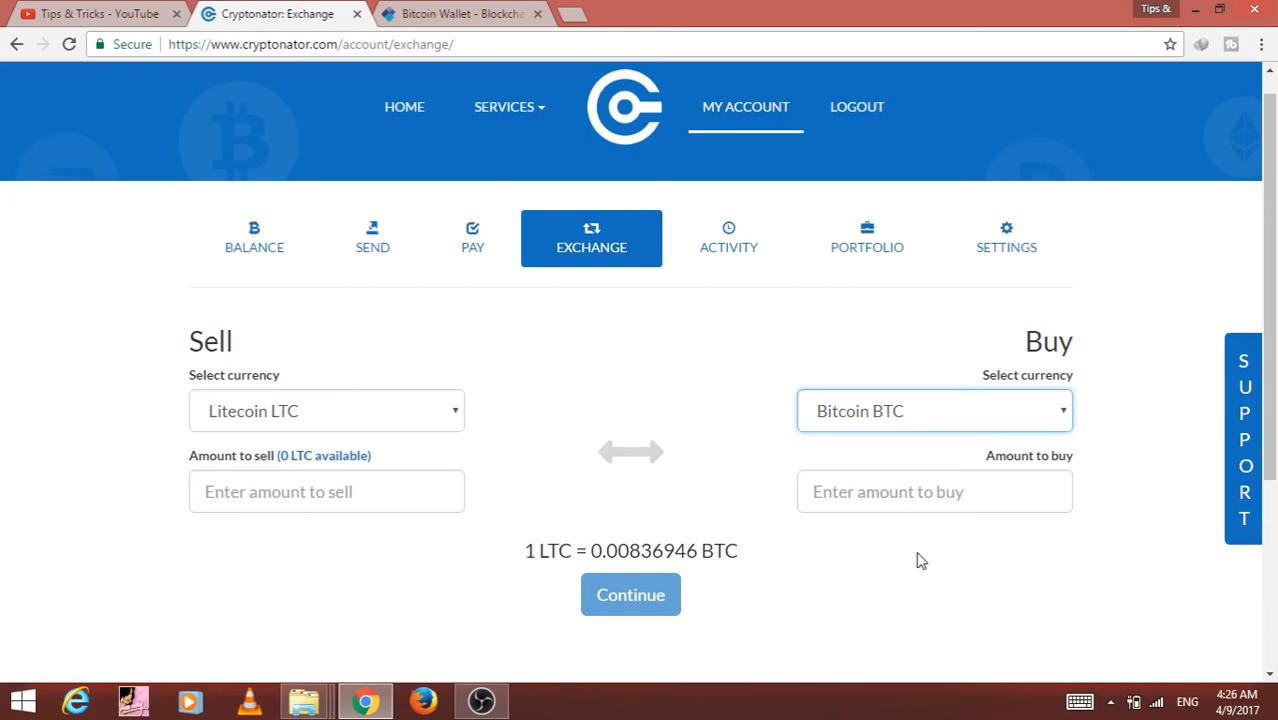 Tips & Tricks - YouTube
Cryptonator: Exchange
Bitcoin Wallet - Blockcha
Tips &
Secure
https://www.cryptonator.com/account/exchange/
HOME
SERVICES
MY ACCOUNT
LOGOUT
BALANCE
SEND
PAY
EXCHANGE
ACTIVITY
PORTFOLIO
SETTINGS
Sell
Buy
Select currency
Select currency
Litecoin LTC
Bitcoin BTC
Amount to sell (0 LTC available)
Amount to buy
Enter amount to sell
Enter amount to buy
1 LTC = 0.00836946 BTC
Continue
SUPPORT
ENG
4:26 AM
4/9/2017